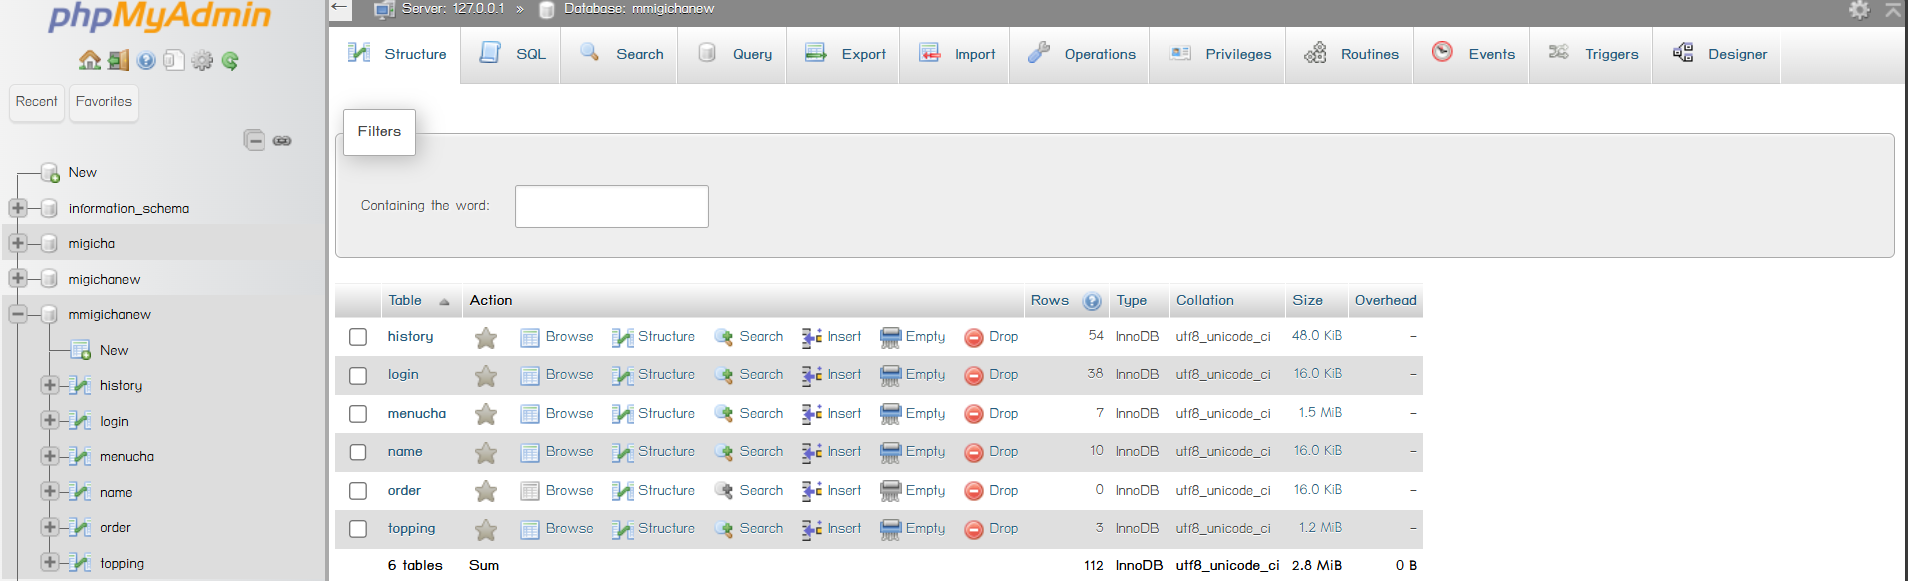 phpMyAdmin
Recent Favorites
New
information_schema
migicha
migichanew
mmigichanew
New
history
login
menucha
name
order
topping
Server: 127.0.0.1 » Database: mmigichanew
Structure SQL Search Query Export Import Operations Privileges Routines Events Triggers Designer
Filters
Containing the word:
Table Action Rows Type Collation Size Overhead
history Browse Structure Search Insert Empty Drop 54 InnoDB utf8_unicode_ci 48.0 KiB –
login Browse Structure Search Insert Empty Drop 38 InnoDB utf8_unicode_ci 16.0 KiB –
menucha Browse Structure Search Insert Empty Drop 7 InnoDB utf8_unicode_ci 1.5 MiB –
name Browse Structure Search Insert Empty Drop 10 InnoDB utf8_unicode_ci 16.0 KiB –
order Browse Structure Search Insert Empty Drop 0 InnoDB utf8_unicode_ci 16.0 KiB –
topping Browse Structure Search Insert Empty Drop 3 InnoDB utf8_unicode_ci 1.2 MiB –
6 tables Sum 112 InnoDB utf8_unicode_ci 2.8 MiB 0 B